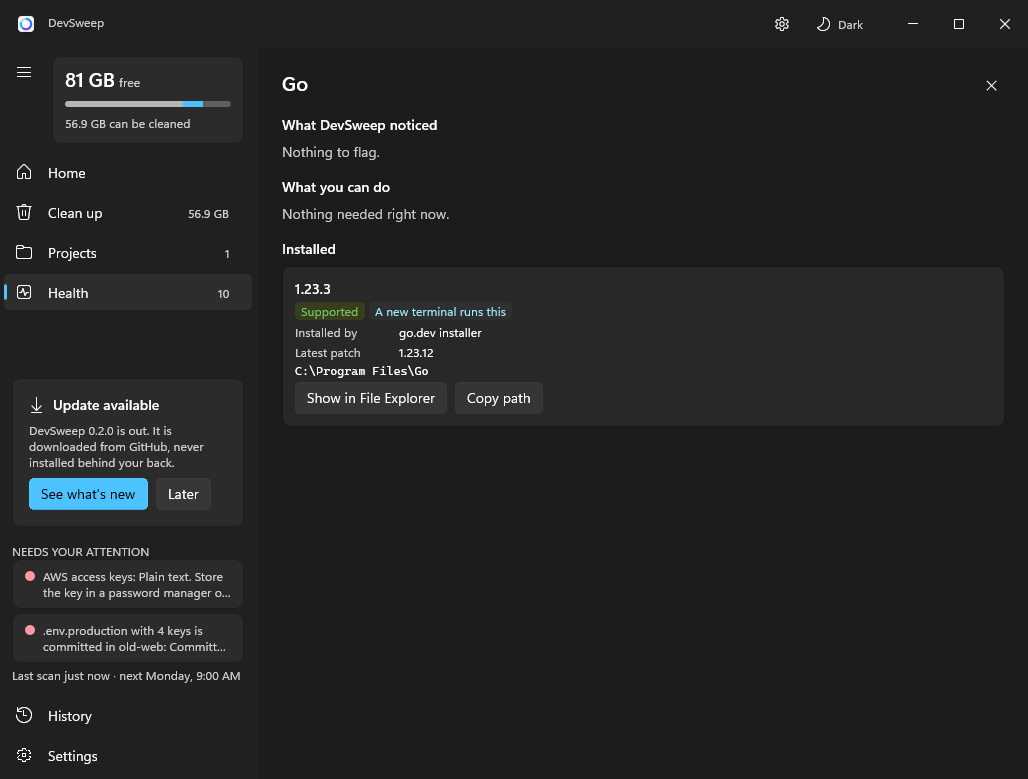 DevSweep
Dark
81 GB free
56.9 GB can be cleaned
Home
Clean up 56.9 GB
Projects 1
Health 10
Update available
DevSweep 0.2.0 is out. It is
downloaded from GitHub, never
installed behind your back.
See what's new
Later
NEEDS YOUR ATTENTION
AWS access keys: Plain text. Store
the key in a password manager o...
.env.production with 4 keys is
committed in old-web: Committ...
Last scan just now · next Monday, 9:00 AM
History
Settings
Go
What DevSweep noticed
Nothing to flag.
What you can do
Nothing needed right now.
Installed
1.23.3
Supported A new terminal runs this
Installed by go.dev installer
Latest patch 1.23.12
C:\Program Files\Go
Show in File Explorer
Copy path